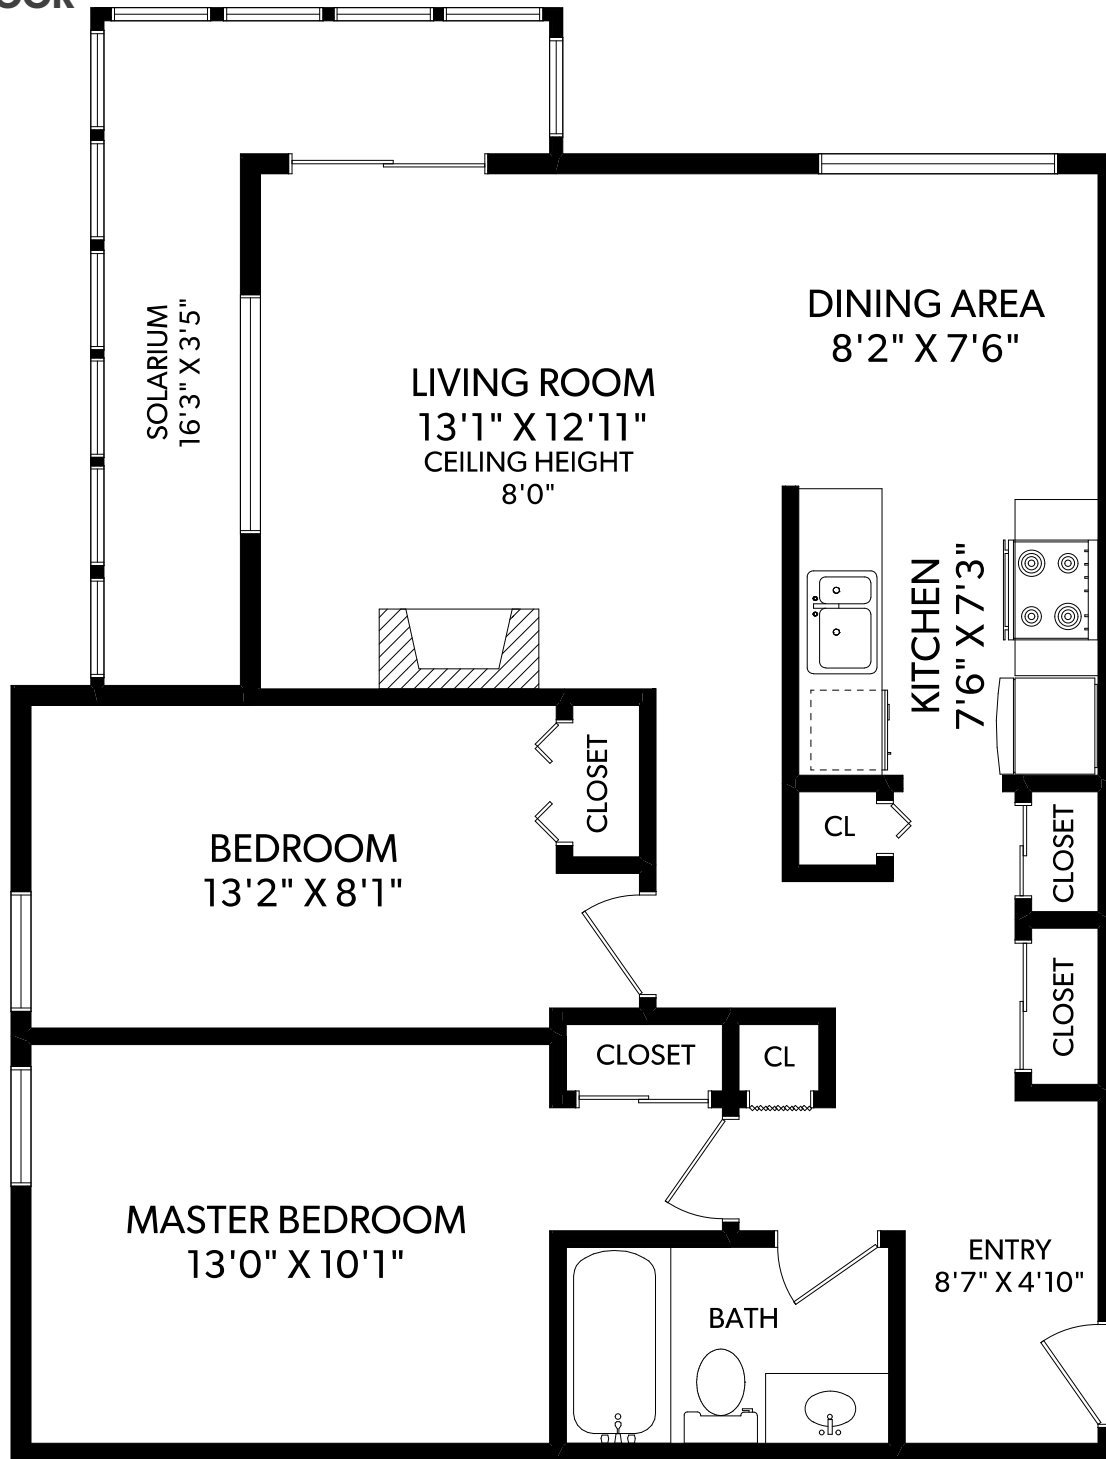 SOLARIUM
16'3" X 3'5"
DINING AREA
8'2" X 7'6"
LIVING ROOM
13'1" X 12'11"
CEILING HEIGHT
8'0"
KITCHEN
7'6" X 7'3"
CLOSET
CL
CLOSET
BEDROOM
13'2" X 8'1"
CLOSET
CLOSET
CL
MASTER BEDROOM
13'0" X 10'1"
ENTRY
8'7" X 4'10"
BATH